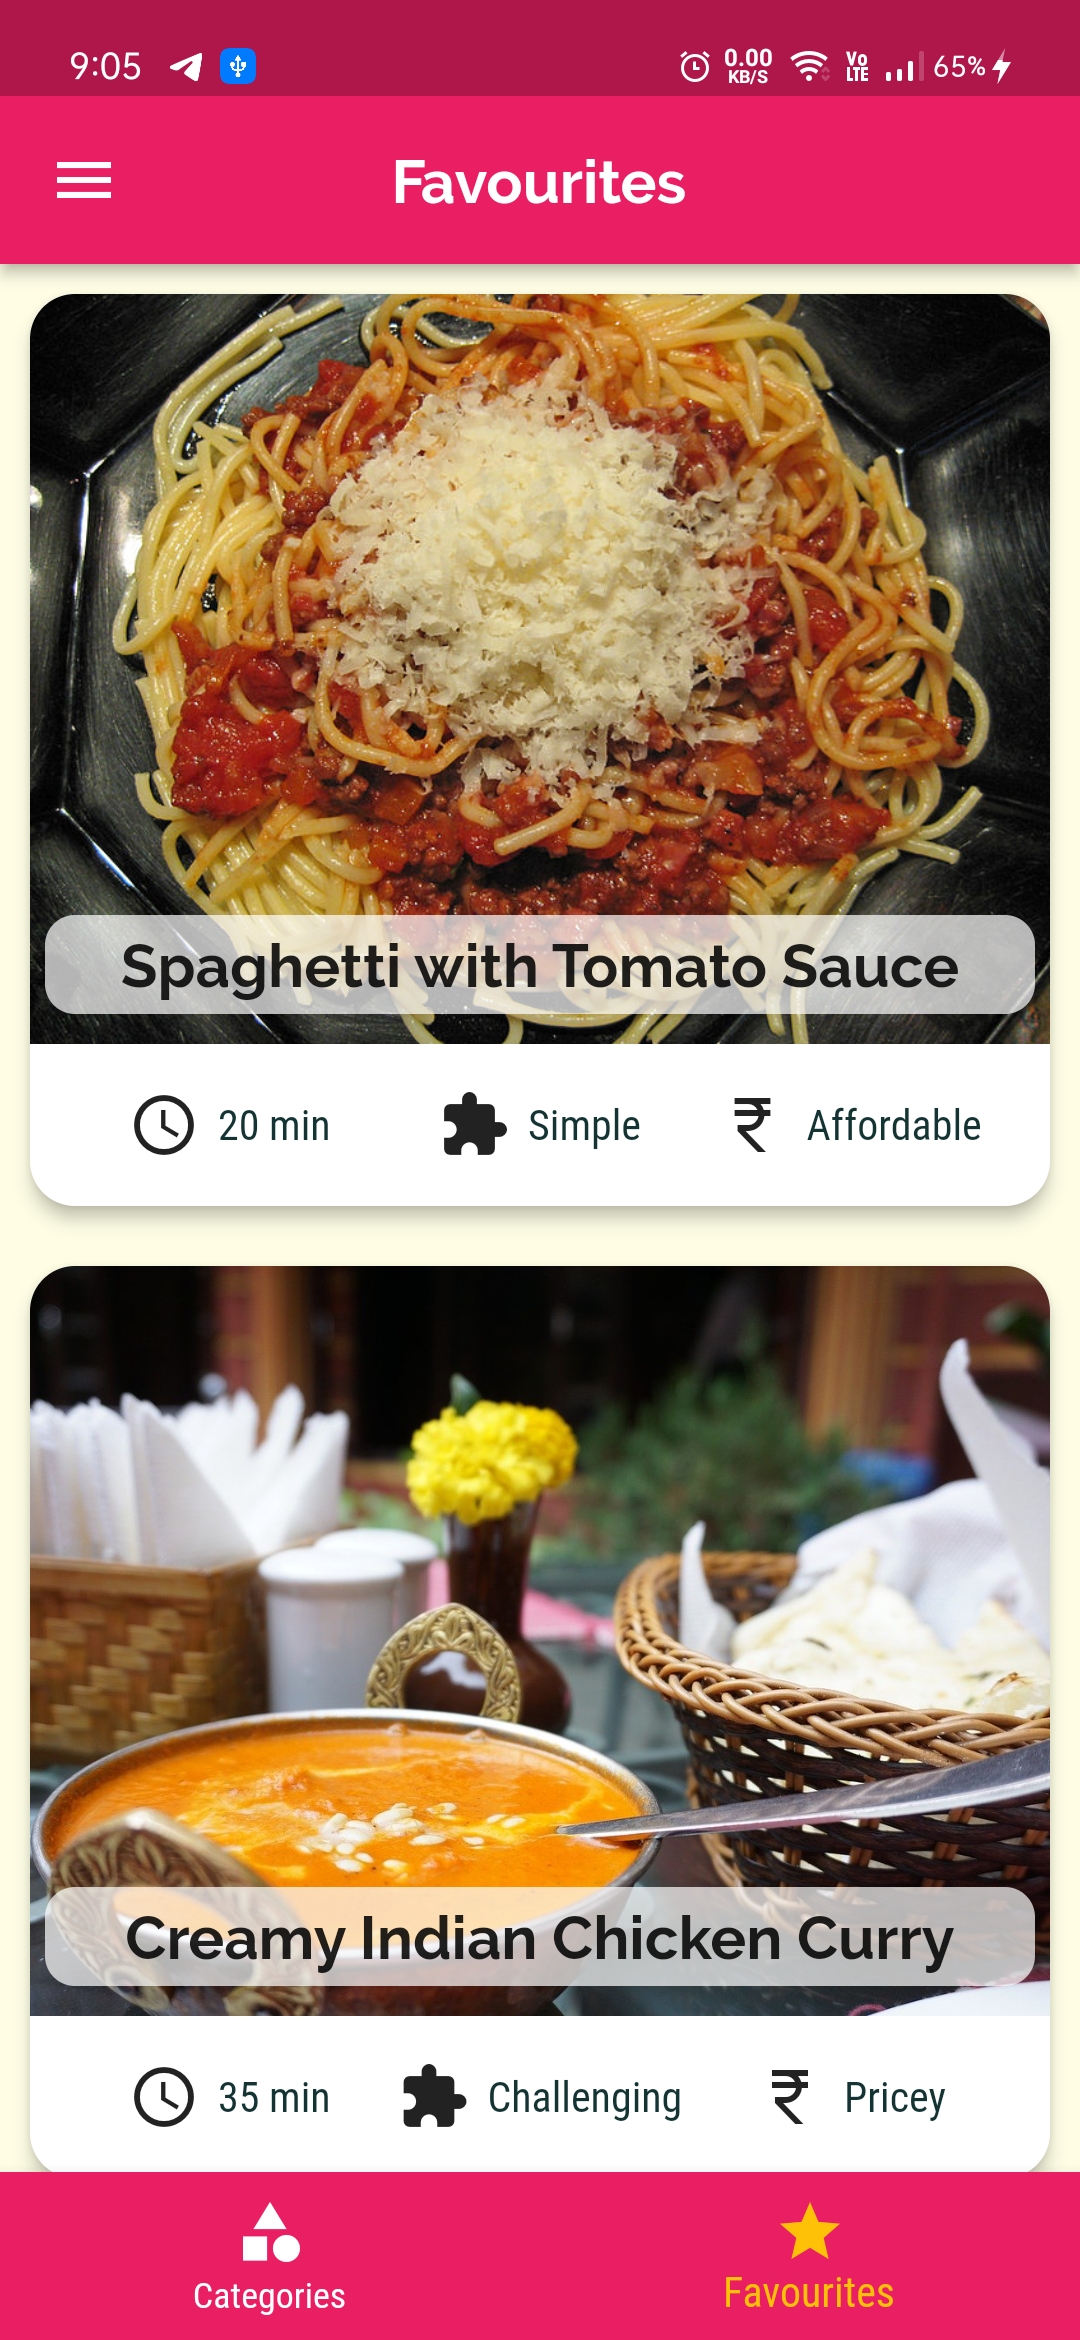 9:05
0.00
KB/S
Vo
LTE
65%
Favourites
Spaghetti with Tomato Sauce
20 min Simple ₹ Affordable
Creamy Indian Chicken Curry
35 min Challenging ₹ Pricey
Categories Favourites